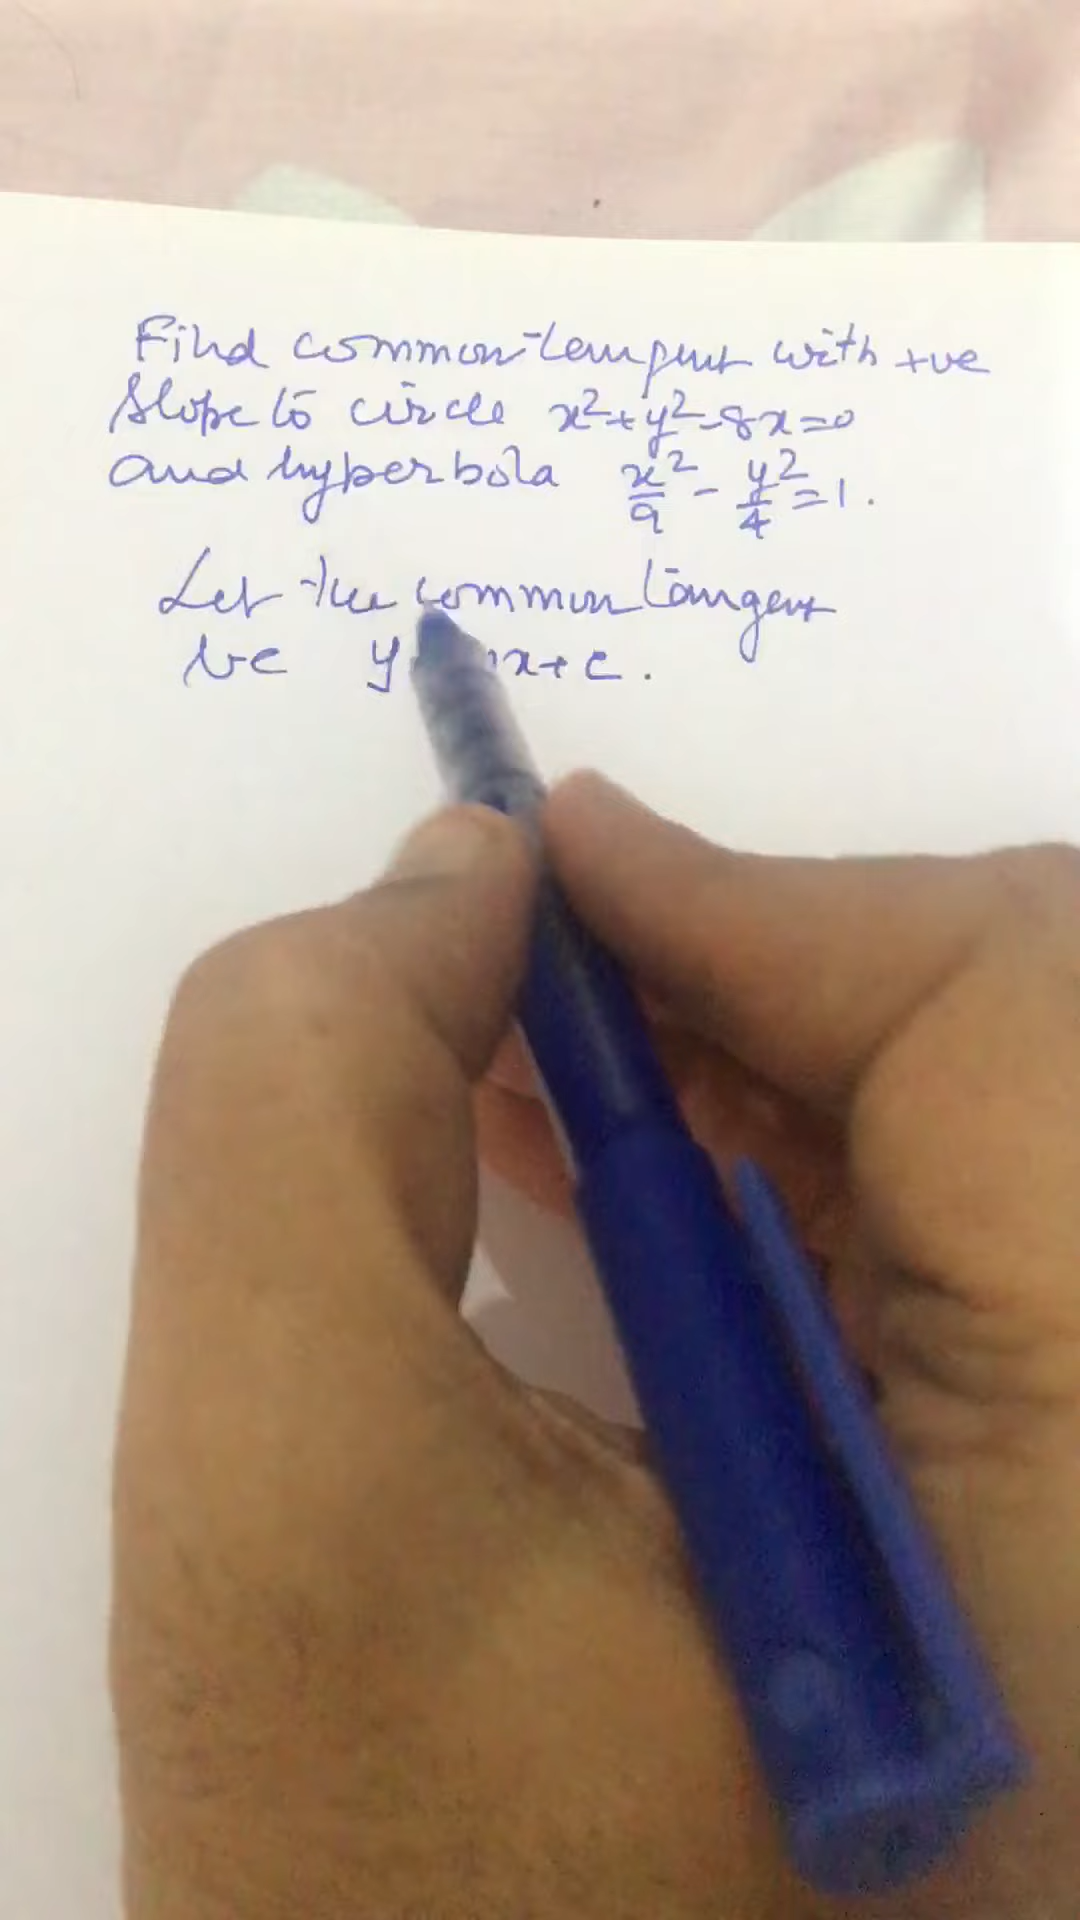 Find common tangent with +ve
Slope to circle x²+y²-8x=0
and hyperbola x²/9 - y²/4 = 1.
Let the common tangent
be y x+c.